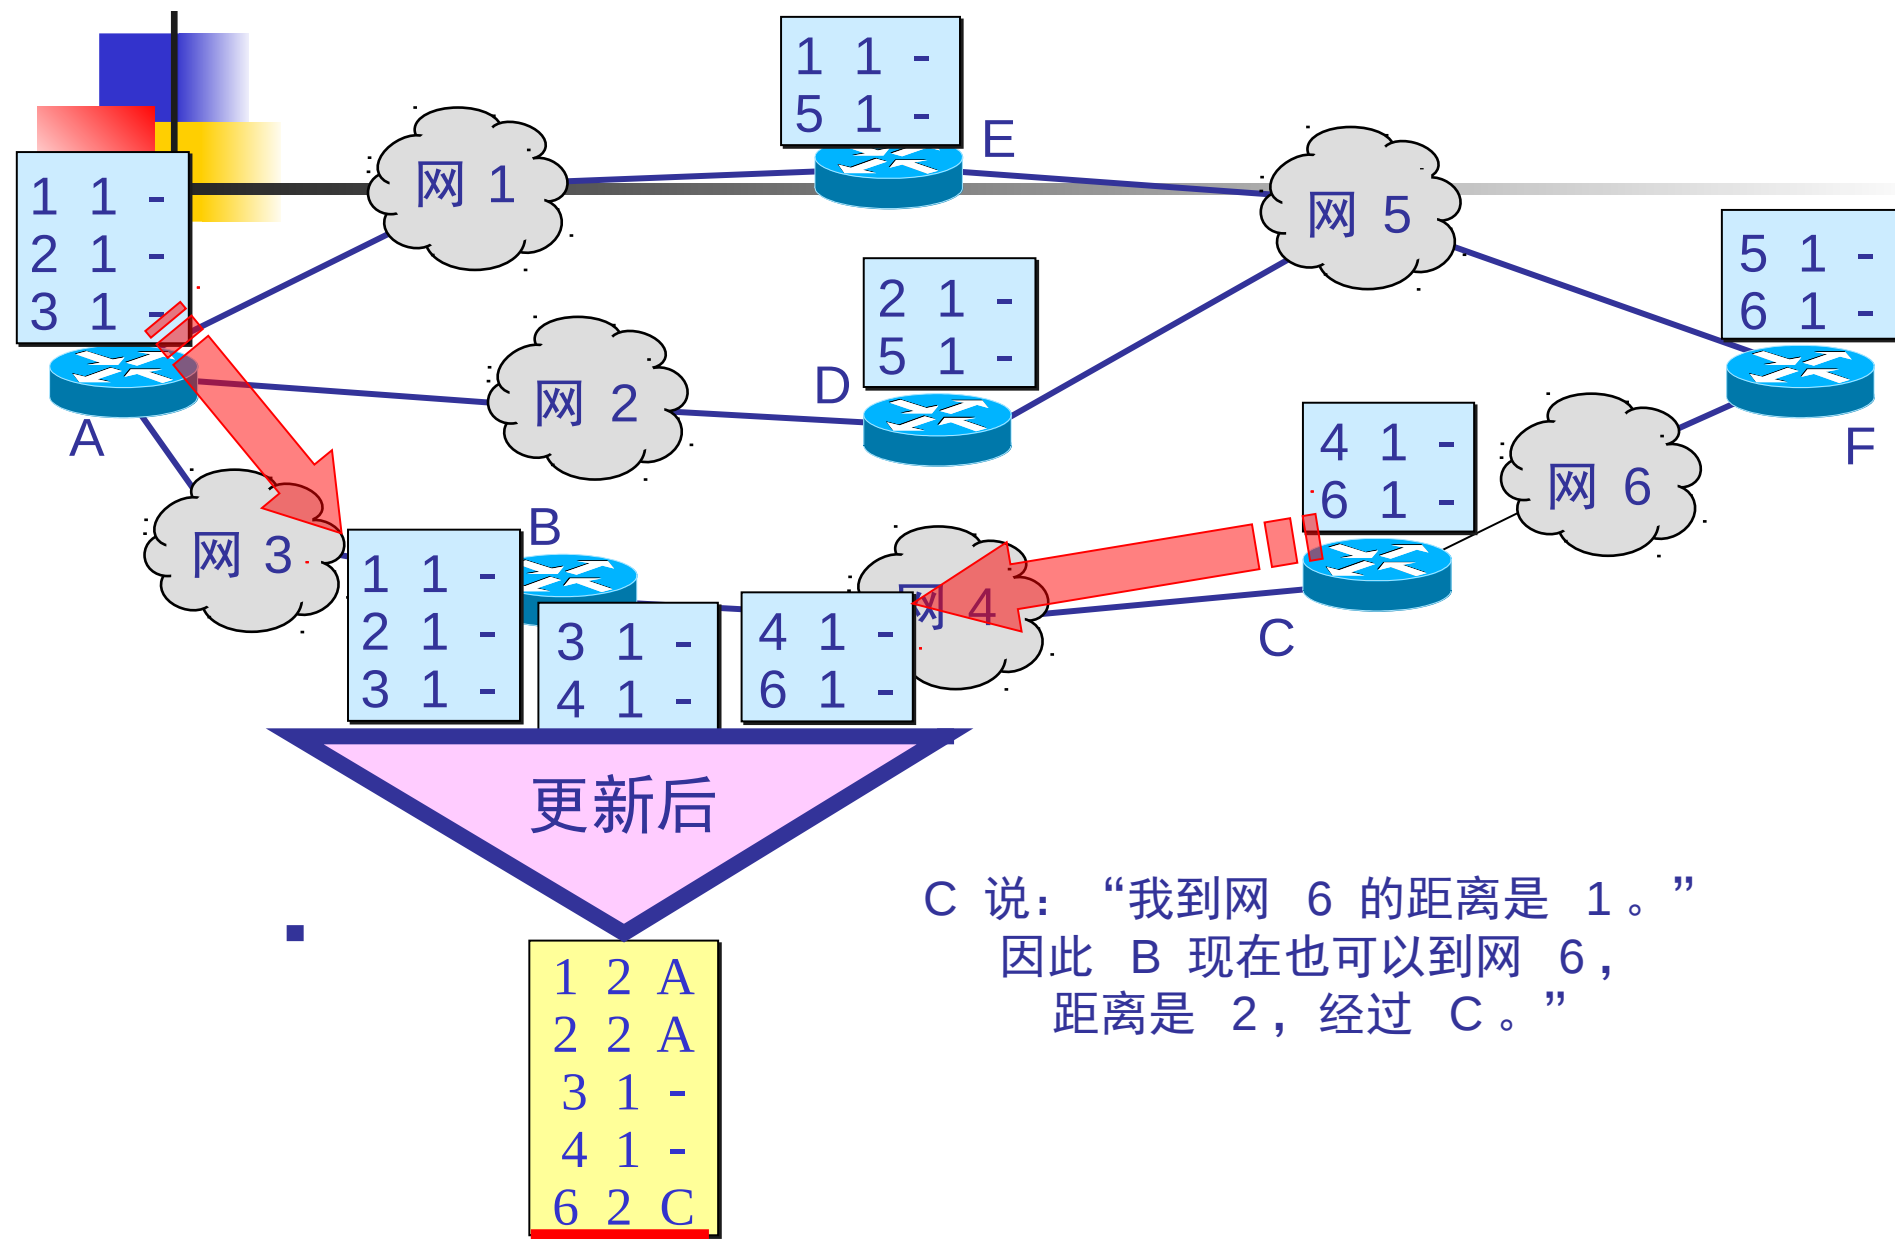 1 1 -
5 1 -
E
网 1
网 5
1 1 -
2 1 -
3 1 -
5 1 -
6 1 -
2 1 -
5 1 -
D
网 2
A
F
4 1 -
6 1 -
网 6
B
网 3
1 1 -
2 1 -
3 1 -
3 1 -
4 1 -
4 1 -
6 1 -
网 4
C
更新后
C 说：“我到网 6 的距离是 1。”
因此 B 现在也可以到网 6，
距离是 2，经过 C。”
1 2 A
2 2 A
3 1 -
4 1 -
6 2 C